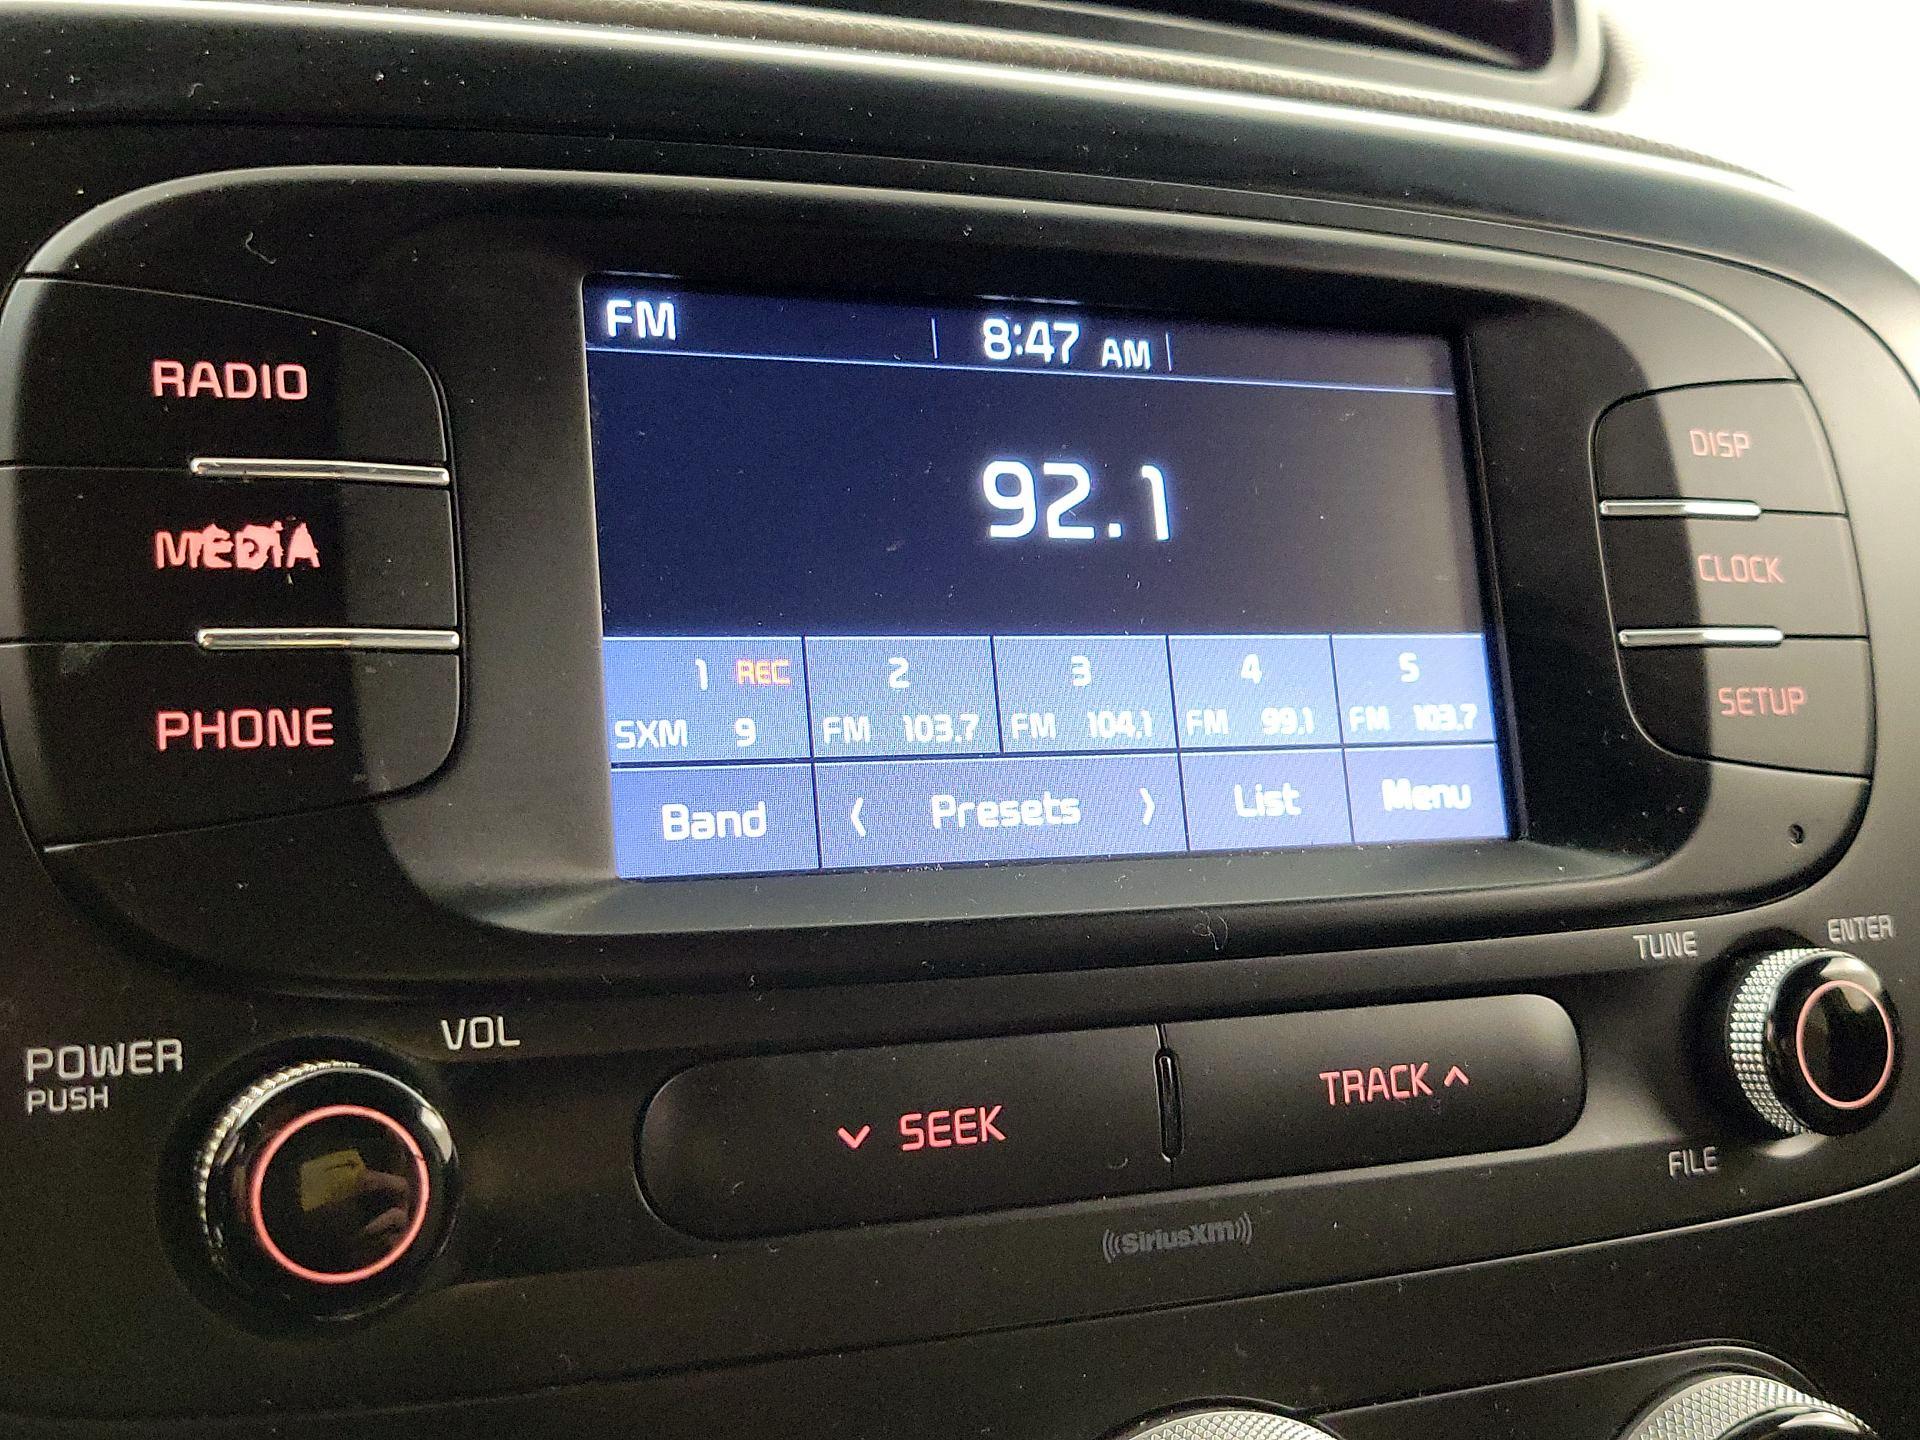 FM 8:47 AM
RADIO
MEDIA
PHONE
92.1
1 REC 2 3 4 5
SXM 9 FM 103.7 FM 104.1 FM 99.1 FM 103.7
Band < Presets > List Menu
DISP
CLOCK
SETUP
POWER
PUSH
VOL
∨ SEEK
TRACK ∧
TUNE
ENTER
FILE
((SiriusXM))